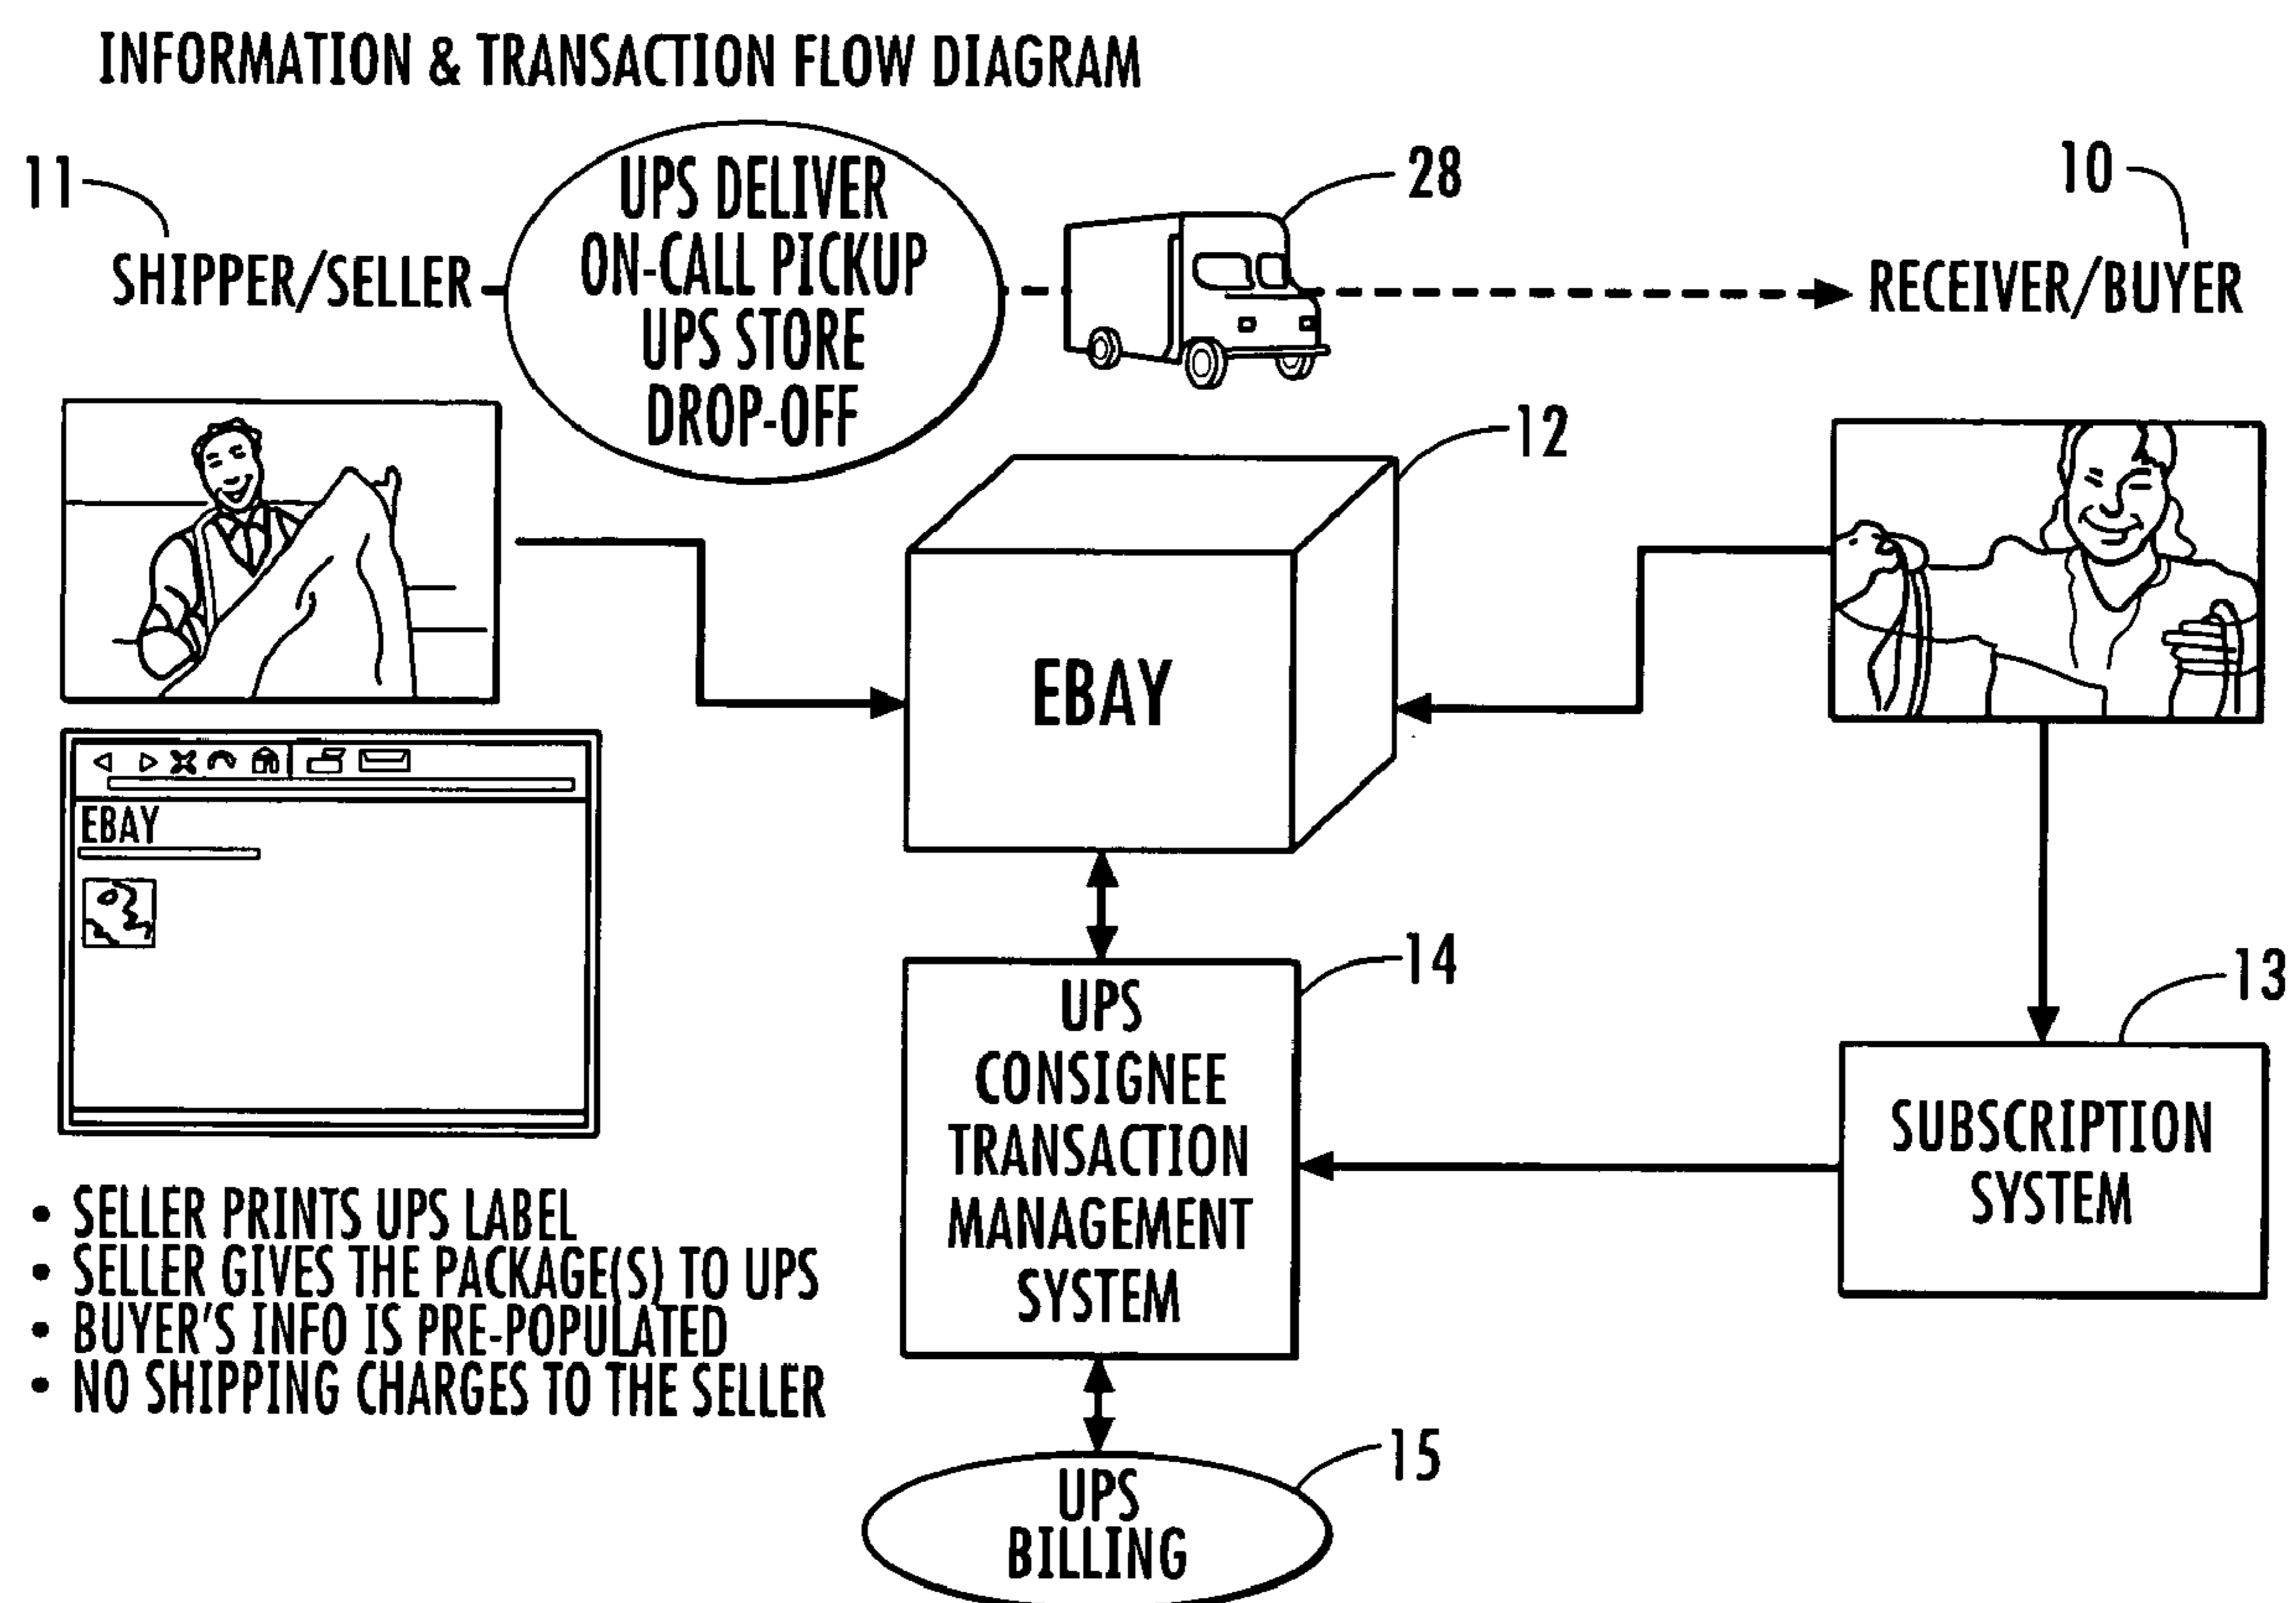 INFORMATION & TRANSACTION FLOW DIAGRAM
11
SHIPPER/SELLER
UPS DELIVER
ON-CALL PICKUP
UPS STORE
DROP-OFF
28
10
RECEIVER/BUYER
12
EBAY
EBAY
14
UPS
CONSIGNEE
TRANSACTION
MANAGEMENT
SYSTEM
13
SUBSCRIPTION
SYSTEM
• SELLER PRINTS UPS LABEL
• SELLER GIVES THE PACKAGE(S) TO UPS
• BUYER'S INFO IS PRE-POPULATED
• NO SHIPPING CHARGES TO THE SELLER
15
UPS
BILLING